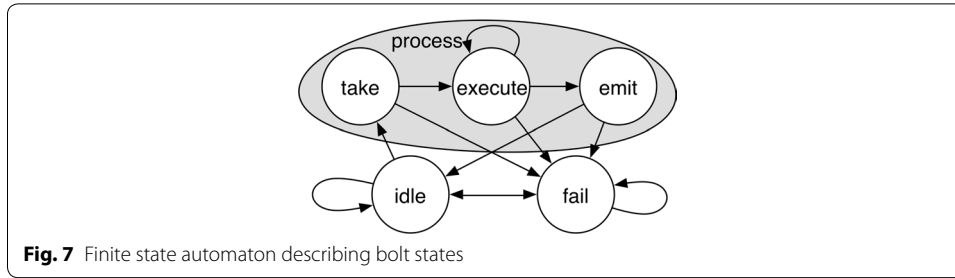 process
take
execute
emit
idle
fail
Fig. 7 Finite state automaton describing bolt states